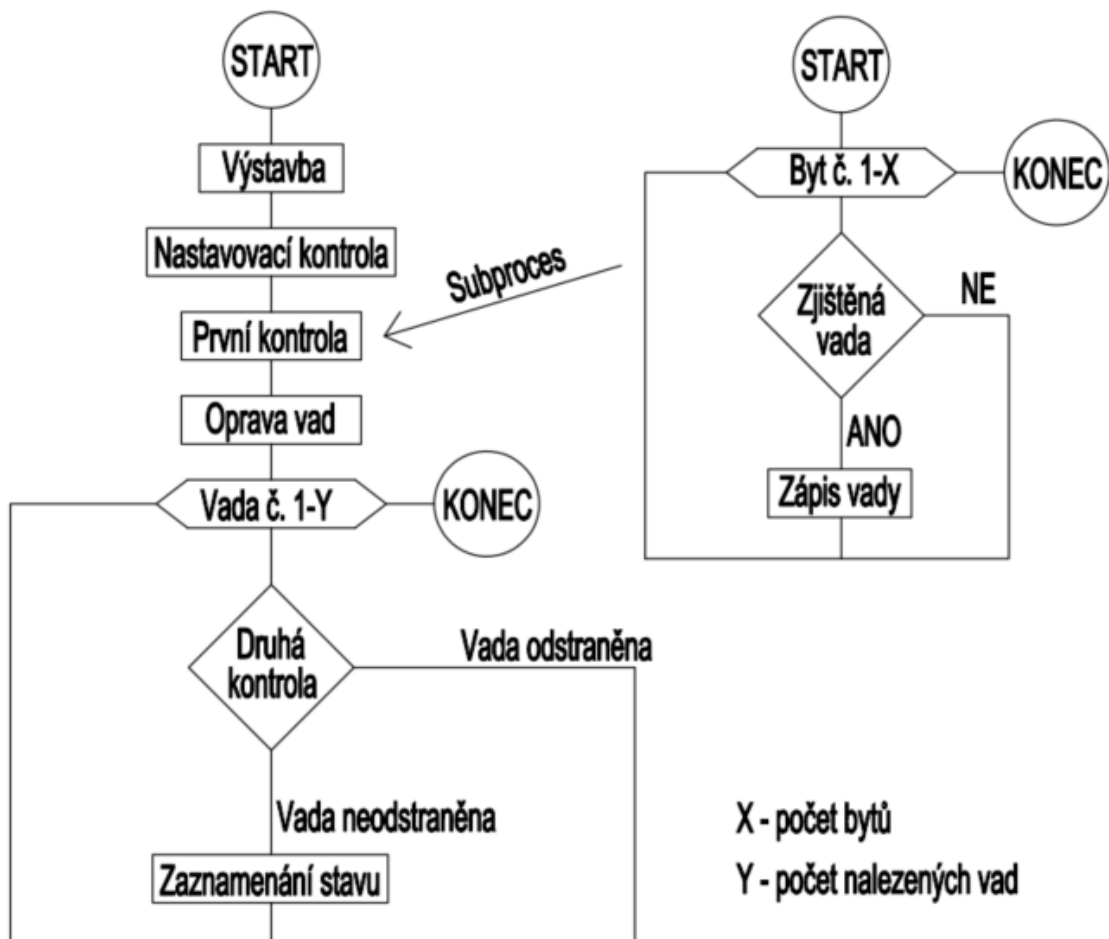 START
Výstavba
Nastavovací kontrola
První kontrola
Oprava vad
Vada č. 1-Y
KONEC
Druhá
kontrola
Vada odstraněna
Vada neodstraněna
Zaznamenání stavu
Subproces
START
Byt č. 1-X
KONEC
Zjištěná
vada
NE
ANO
Zápis vady
X - počet bytů
Y - počet nalezených vad